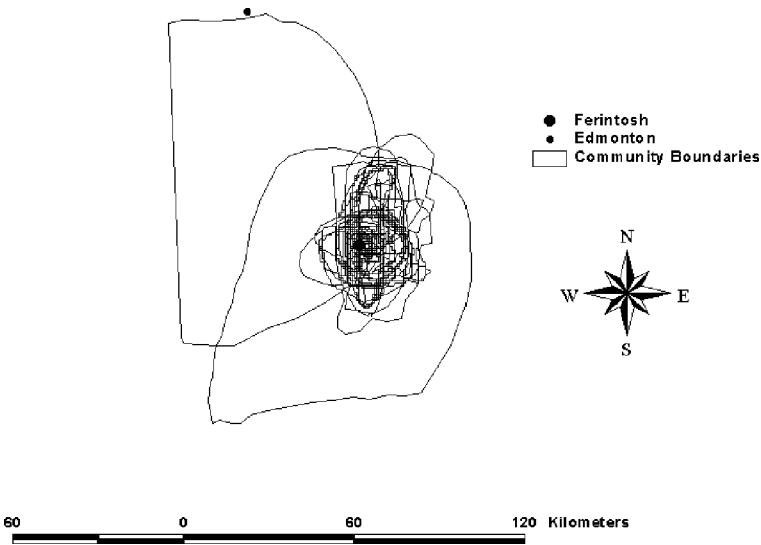 Ferintosh
Edmonton
Community Boundaries
N
W E
S
60 0 60 120 Kilometers